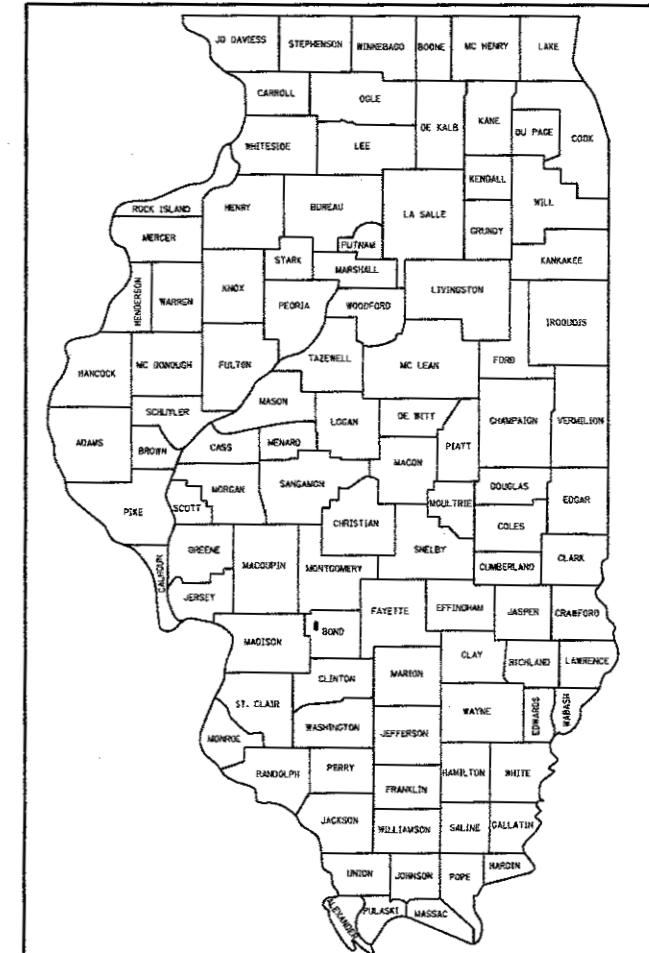 JO DAVIESS
STEPHENSON
WINNEBAGO
BOONE
MC HENRY
LAKE
CARROLL
OGLE
DE KALB
KANE
DU PAGE
COOK
WHITESIDE
LEE
KENDALL
WILL
ROCK ISLAND
HENRY
BUREAU
LA SALLE
GRUNDY
MERCER
PUTNAM
STARK
MARSHALL
KANKAKEE
HENDERSON
WARREN
KNOX
PEORIA
WOODFORD
LIVINGSTON
IROQUOIS
HANCOCK
MC DONOUGH
FULTON
TAZEWELL
MC LEAN
FORD
SCHUYLER
MASON
LOGAN
DE WITT
CHAMPAIGN
VERMILION
ADAMS
BROWN
CASS
MENARD
MACON
PIATT
PIKE
SCOTT
MORGAN
SANGAMON
CHRISTIAN
MOULTRIE
DOUGLAS
EDGAR
COLES
CALHOUN
GREENE
MACOUPIN
MONTGOMERY
SHELBY
CUMBERLAND
CLARK
JERSEY
FAYETTE
EFFINGHAM
JASPER
CRAWFORD
MADISON
BOND
CLAY
RICHLAND
LAWRENCE
CLINTON
MARION
ST. CLAIR
WASHINGTON
JEFFERSON
WAYNE
EDWARDS
WABASH
MONROE
RANDOLPH
PERRY
FRANKLIN
HAMILTON
WHITE
JACKSON
WILLIAMSON
SALINE
GALLATIN
UNION
JOHNSON
POPE
HARDIN
ALEXANDER
PULASKI
MASSAC